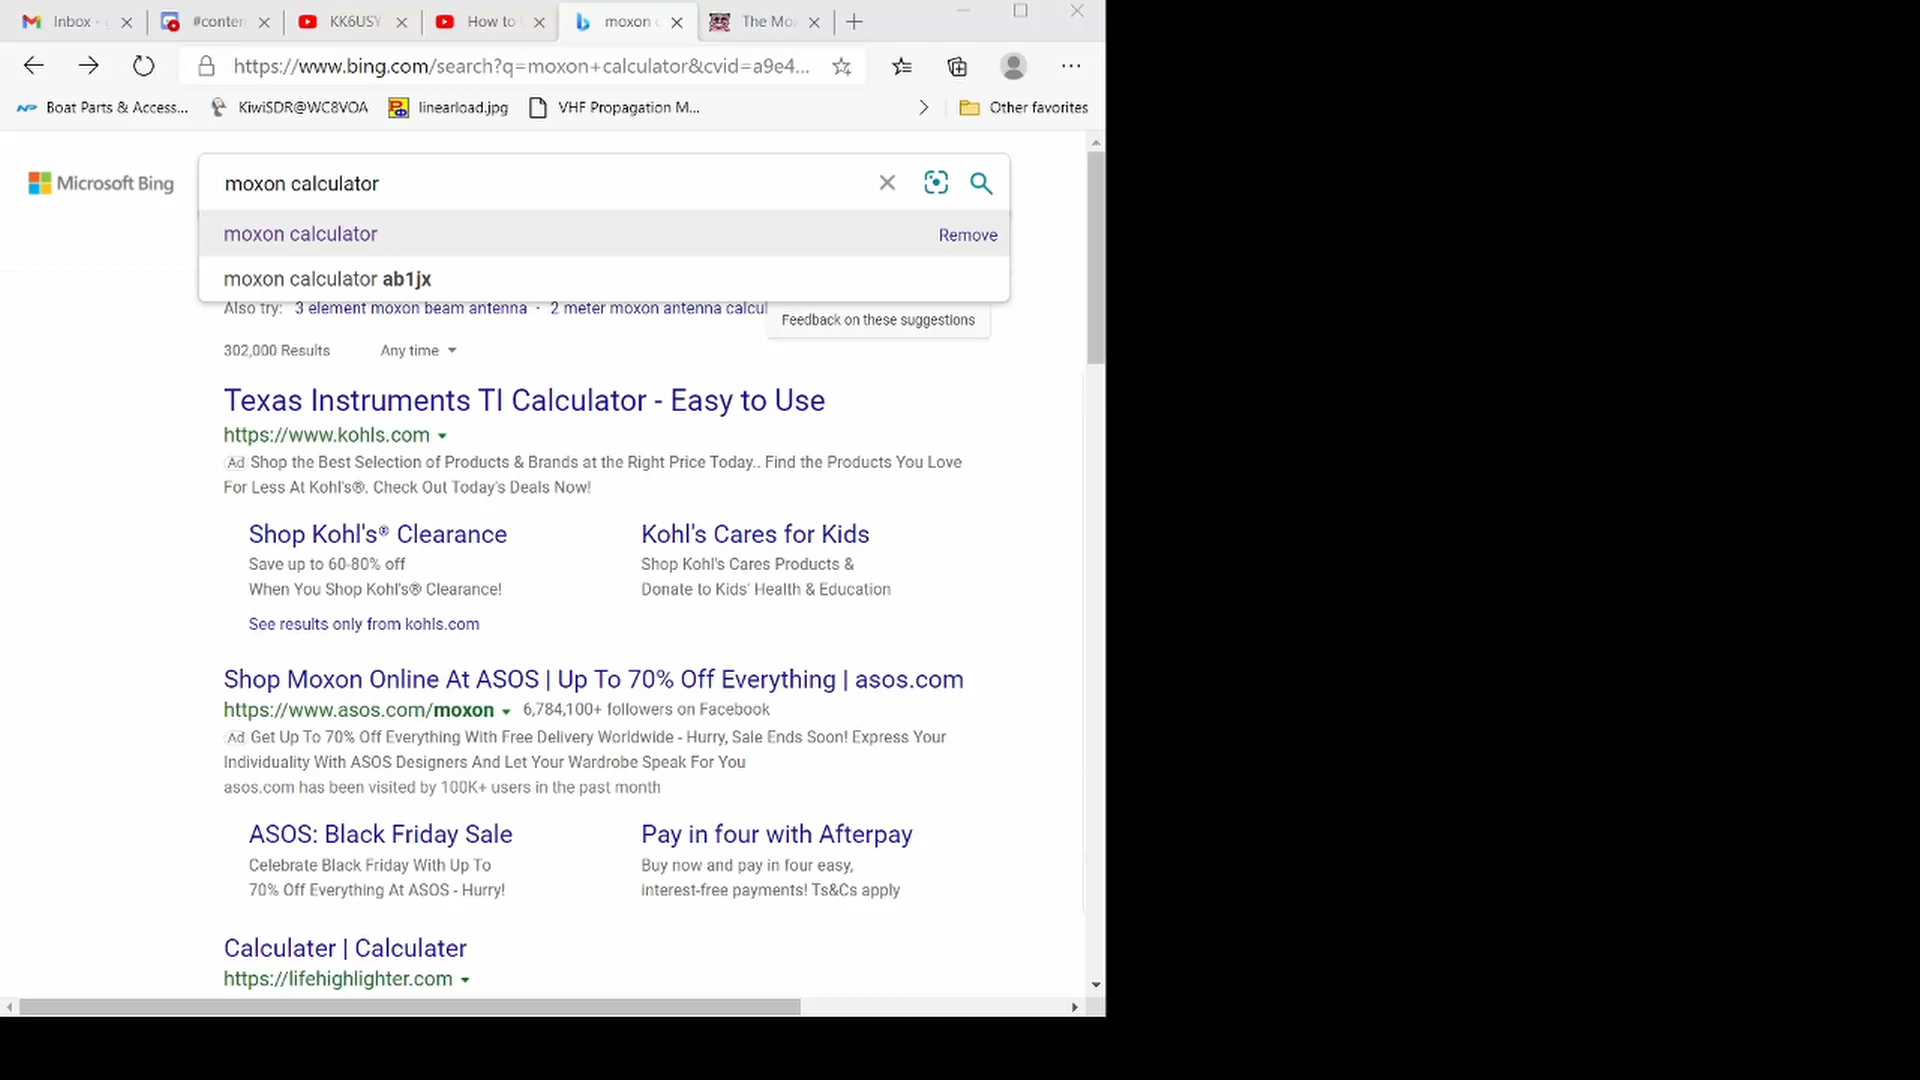 Inbox -
#conten
KK6USY
How to
moxon c
The Mo
https://www.bing.com/search?q=moxon+calculator&cvid=a9e4...
Boat Parts & Access...
KiwiSDR@WC8VOA
linearload.jpg
VHF Propagation M...
Other favorites
Microsoft Bing
moxon calculator
moxon calculator
Remove
moxon calculator ab1jx
Also try: 3 element moxon beam antenna · 2 meter moxon antenna calcul
Feedback on these suggestions
302,000 Results
Any time
Texas Instruments TI Calculator - Easy to Use
https://www.kohls.com
Ad Shop the Best Selection of Products & Brands at the Right Price Today.. Find the Products You Love
For Less At Kohl's®. Check Out Today's Deals Now!
Shop Kohl's® Clearance
Save up to 60-80% off
When You Shop Kohl's® Clearance!
Kohl's Cares for Kids
Shop Kohl's Cares Products &
Donate to Kids' Health & Education
See results only from kohls.com
Shop Moxon Online At ASOS | Up To 70% Off Everything | asos.com
https://www.asos.com/moxon 6,784,100+ followers on Facebook
Ad Get Up To 70% Off Everything With Free Delivery Worldwide - Hurry, Sale Ends Soon! Express Your
Individuality With ASOS Designers And Let Your Wardrobe Speak For You
asos.com has been visited by 100K+ users in the past month
ASOS: Black Friday Sale
Celebrate Black Friday With Up To
70% Off Everything At ASOS - Hurry!
Pay in four with Afterpay
Buy now and pay in four easy,
interest-free payments! Ts&Cs apply
Calculater | Calculater
https://lifehighlighter.com